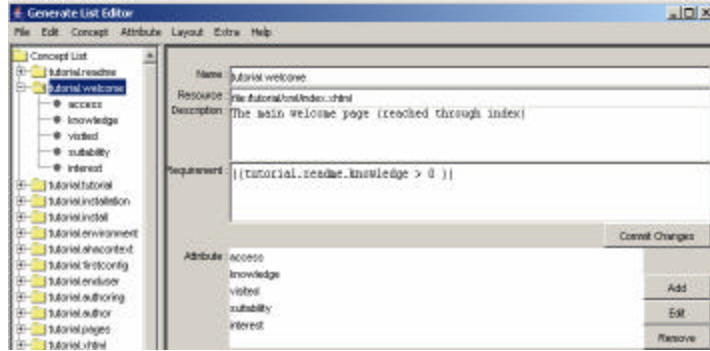 Generate List Editor
File Edit Concept Attribute Layout Extra Help
Concept List
tutorial.readme
tutorial.welcome
access
knowledge
visited
suitability
interest
tutorial.tutorial
tutorial.installation
tutorial.install
tutorial.environment
tutorial.ahacontext
tutorial.firstconfig
tutorial.enduser
tutorial.authoring
tutorial.author
tutorial.pages
tutorial.xhtml
Name tutorial.welcome
Resource file:/tutorial/xml/index.xhtml
Description The main welcome page (reached through index)
Requirement ((tutorial.readme.knowledge > 0 ))
Commit Changes
Attribute access
knowledge
visited
suitability
interest
Add
Edit
Remove